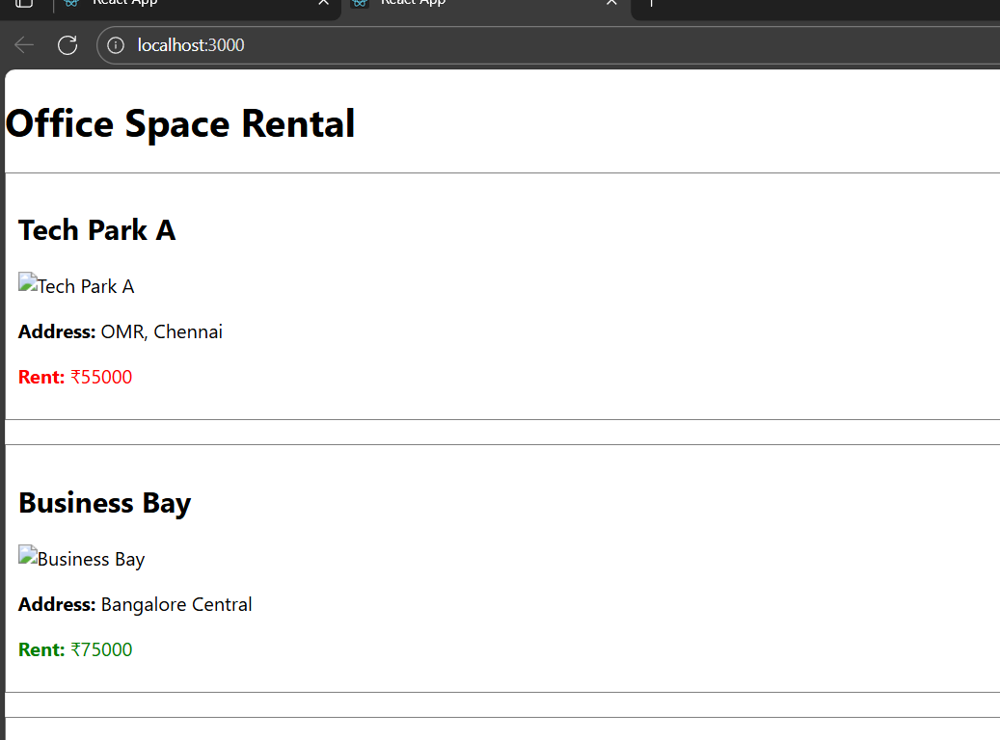 React App
React App
localhost:3000
Office Space Rental
Tech Park A
Tech Park A
Address: OMR, Chennai
Rent: ₹55000
Business Bay
Business Bay
Address: Bangalore Central
Rent: ₹75000